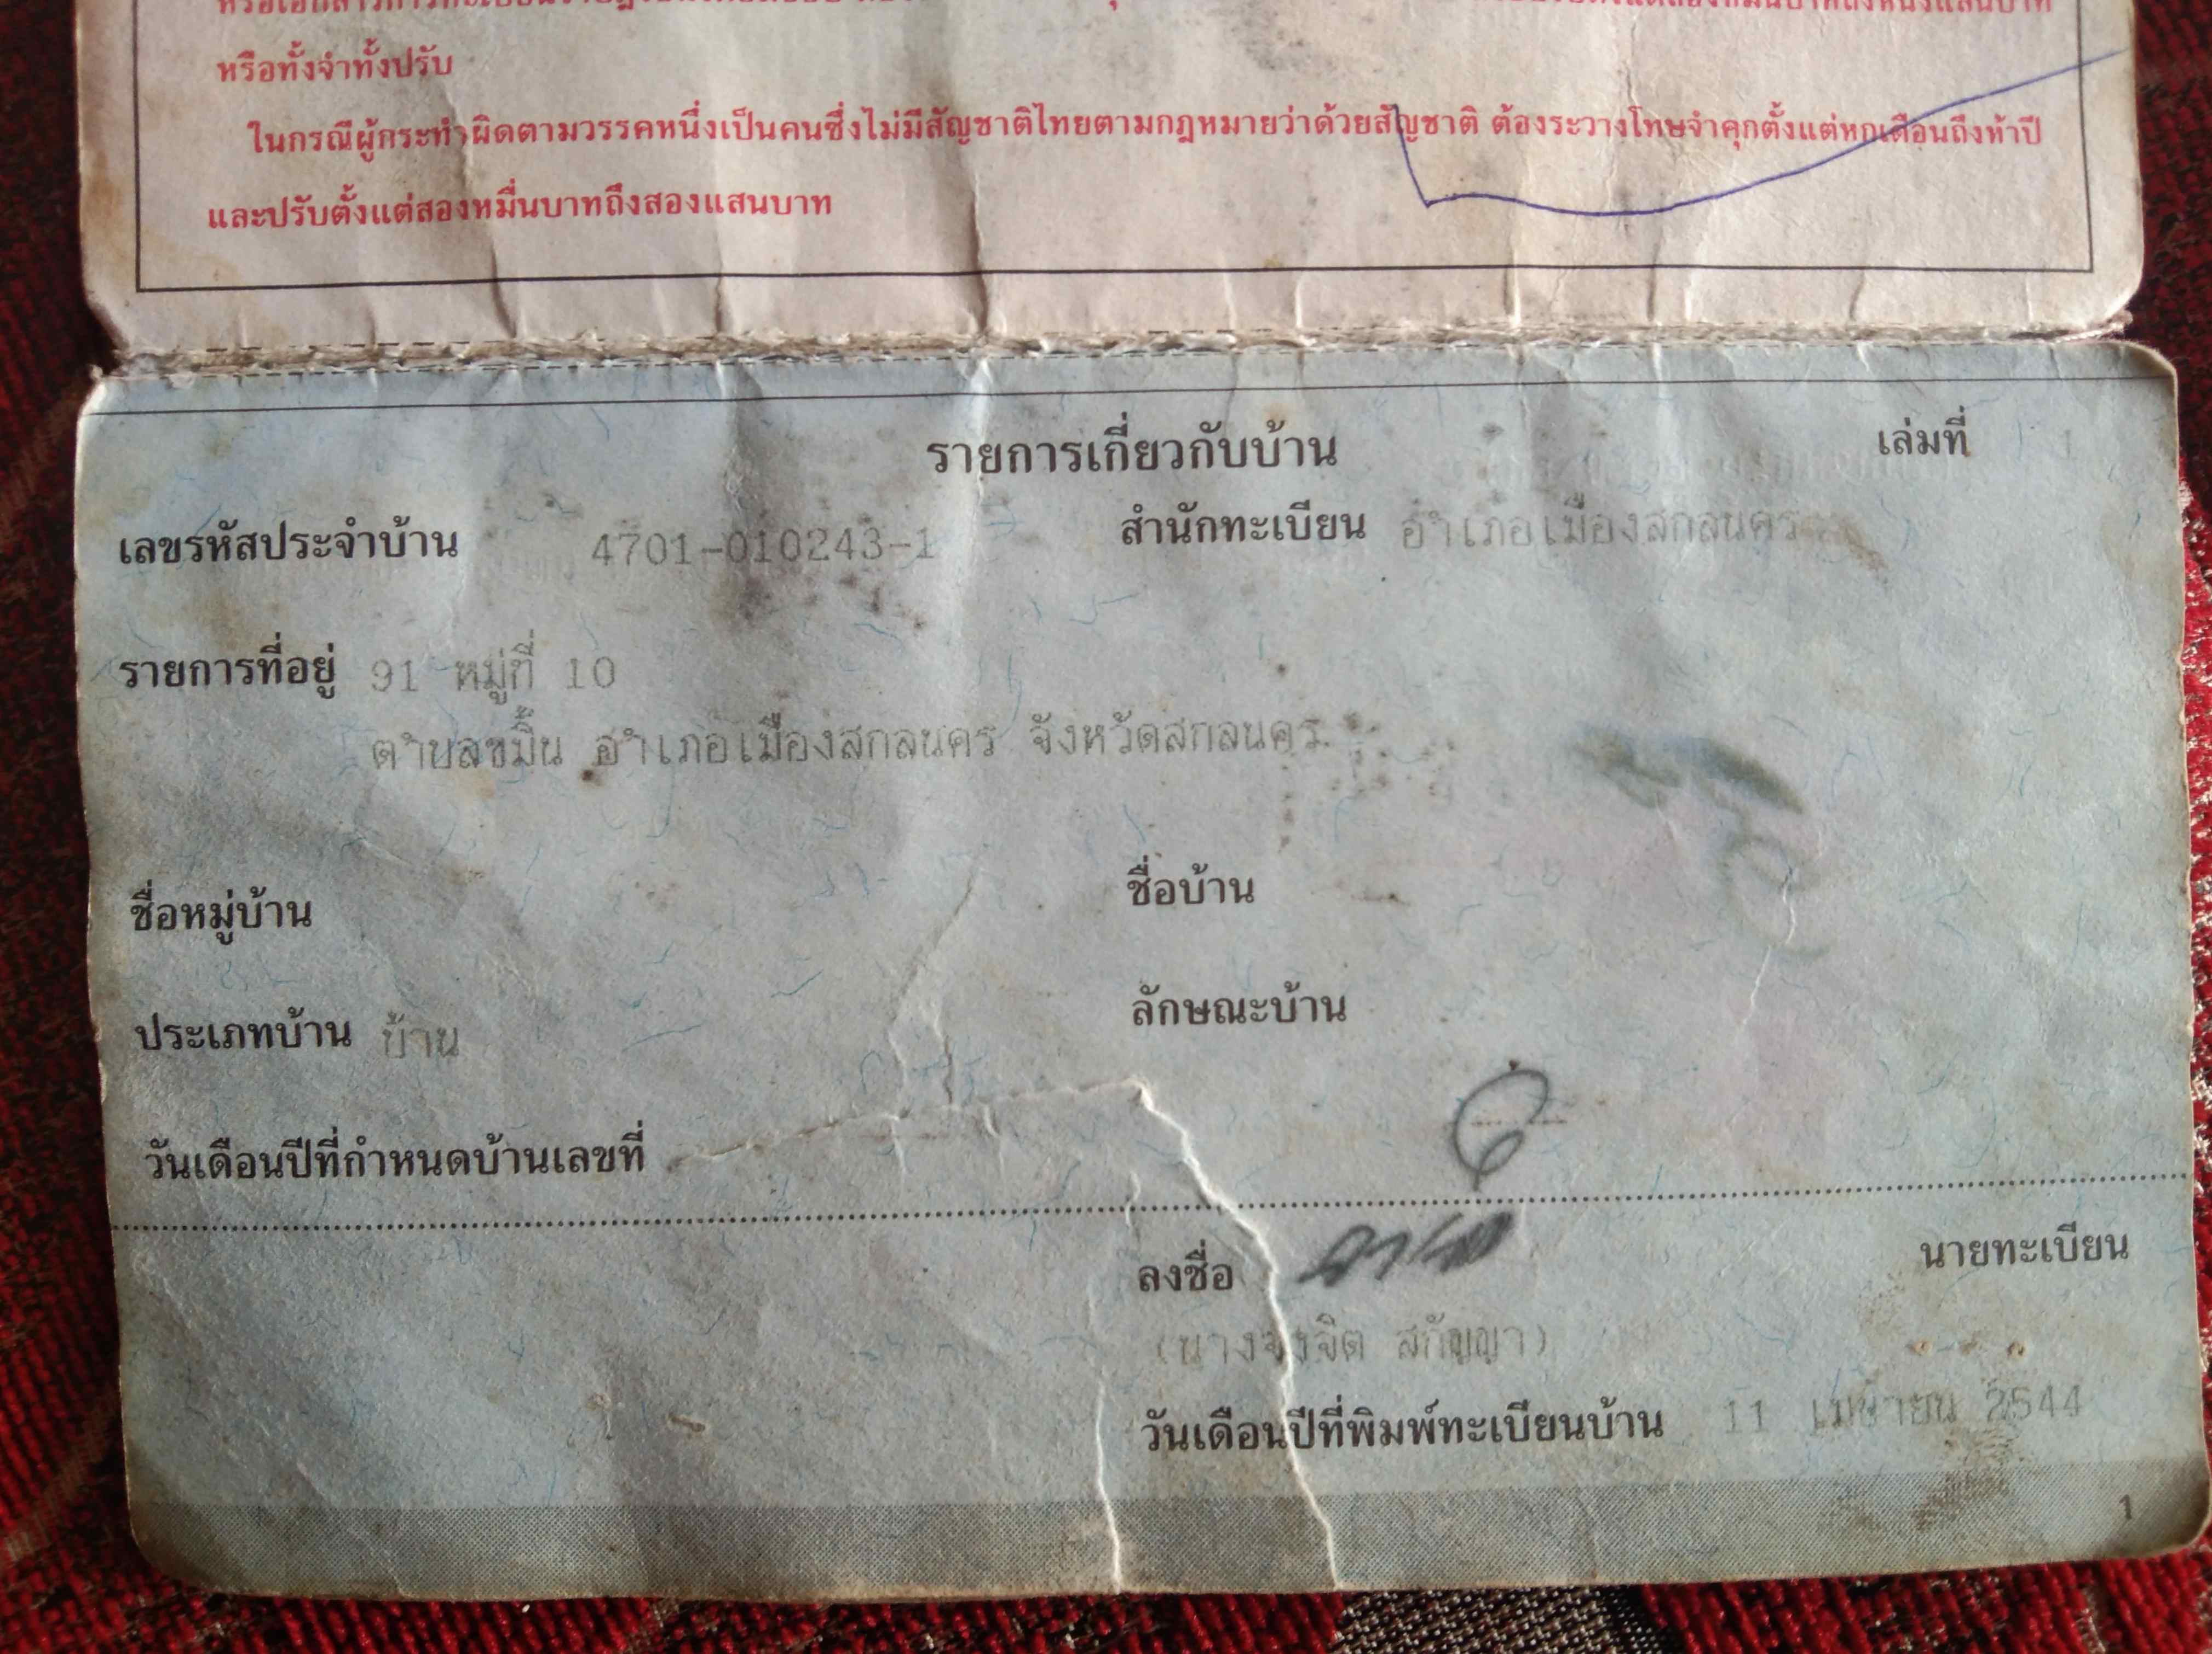 หรือทั้งจำทั้งปรับ
ในกรณีผู้กระทำผิดตามวรรคหนึ่งเป็นคนซึ่งไม่มีสัญชาติไทยตามกฎหมายว่าด้วยสัญชาติ ต้องระวางโทษจำคุกตั้งแต่หกเดือนถึงห้าปี
และปรับตั้งแต่สองหมื่นบาทถึงสองแสนบาท
รายการเกี่ยวกับบ้าน เล่มที่
เลขรหัสประจำบ้าน 4701-010243-1 สำนักทะเบียน อำเภอเมืองสกลนคร
รายการที่อยู่ 91 หมู่ที่ 10
ตำบลขมิ้น อำเภอเมืองสกลนคร จังหวัดสกลนคร
ชื่อหมู่บ้าน ชื่อบ้าน
ประเภทบ้าน บ้าน ลักษณะบ้าน
วันเดือนปีที่กำหนดบ้านเลขที่
ลงชื่อ นายทะเบียน
(นางจงจิต สกัญญา)
วันเดือนปีที่พิมพ์ทะเบียนบ้าน 11 เมษายน 2544
1